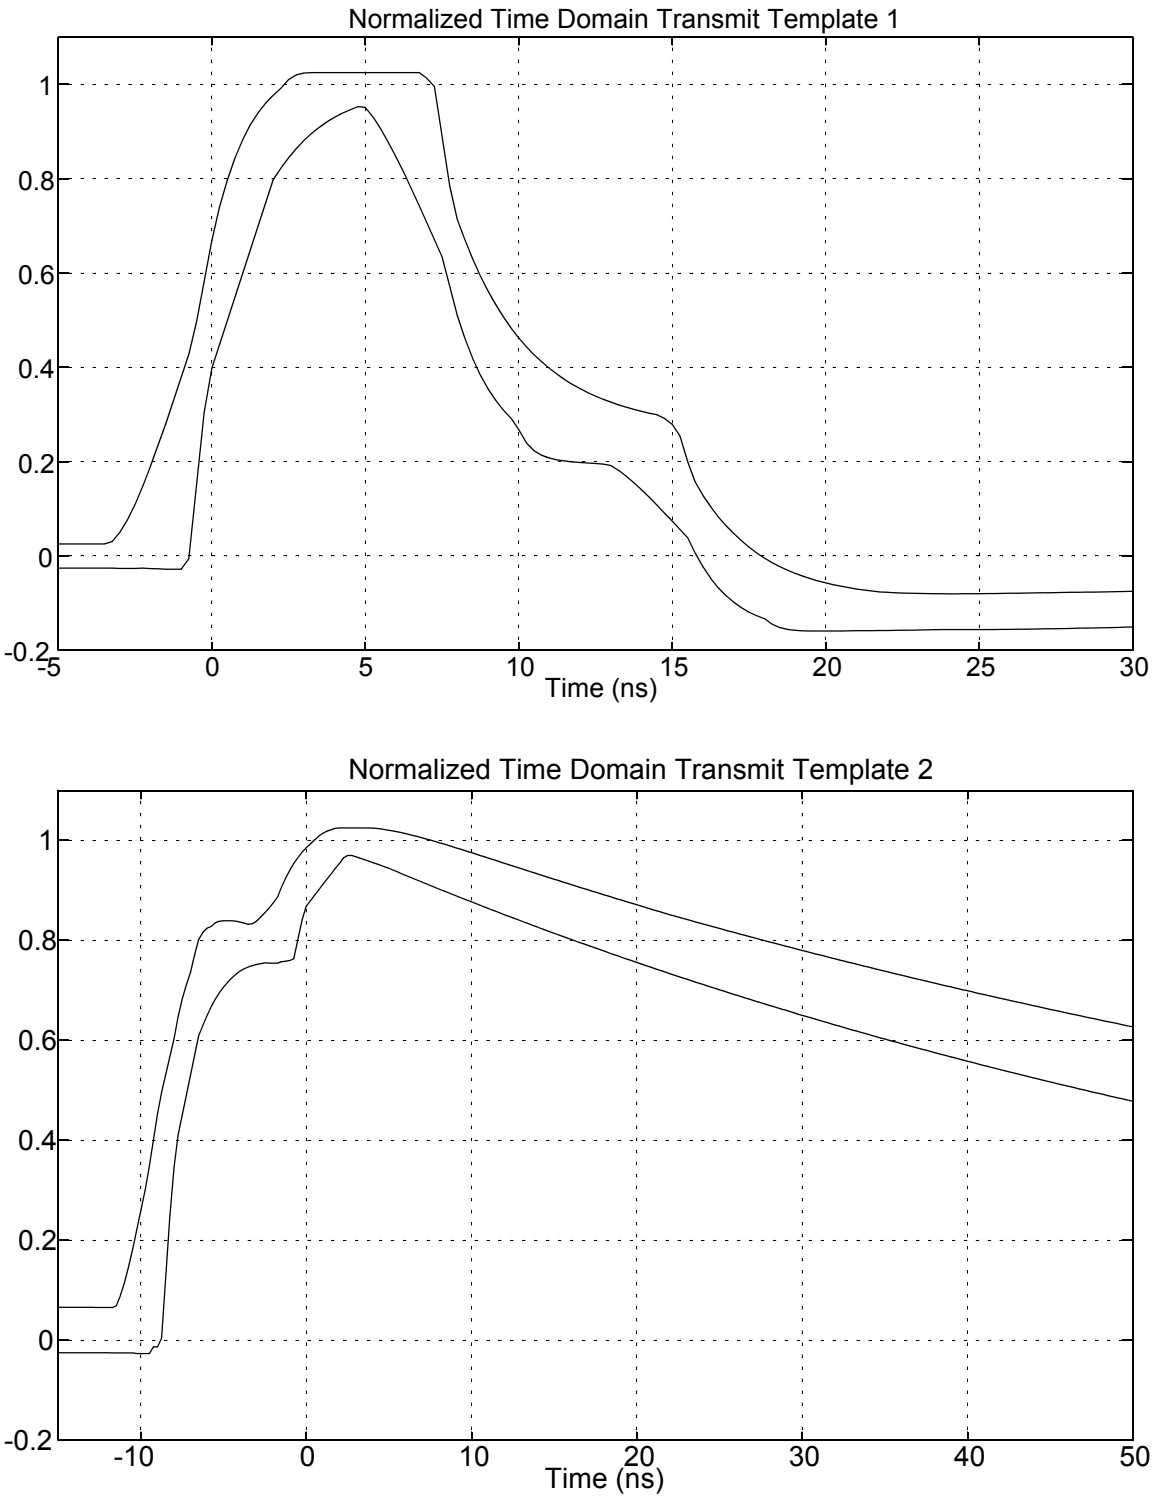 Normalized Time Domain Transmit Template 1
1
0.8
0.6
0.4
0.2
0
-0.2
-5 0 5 10 15 20 25 30
Time (ns)
Normalized Time Domain Transmit Template 2
1
0.8
0.6
0.4
0.2
0
-0.2
-10 0 10 20 30 40 50
Time (ns)